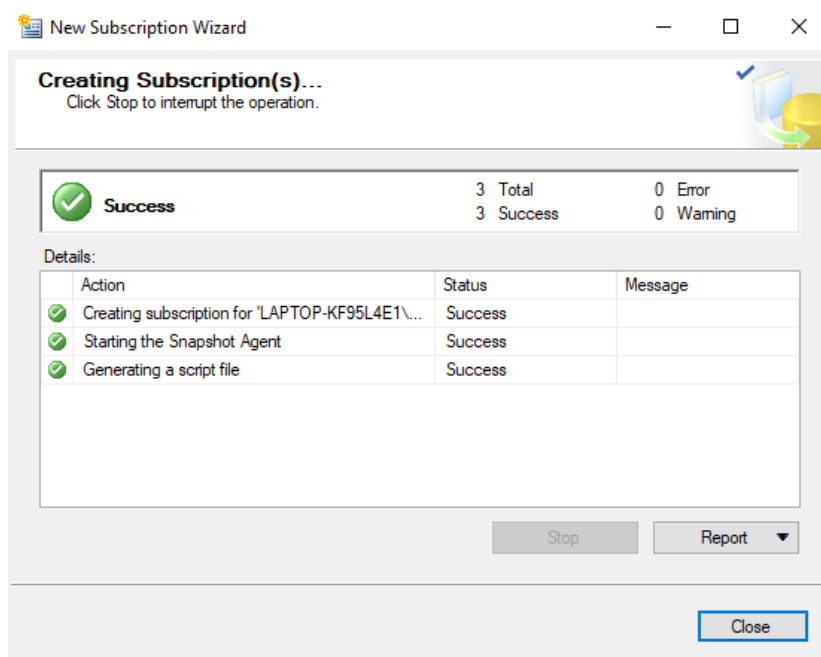 New Subscription Wizard
Creating Subscription(s)...
Click Stop to interrupt the operation.
Success
3 Total
0 Error
3 Success
0 Warning
Details:
Action Status Message
Creating subscription for 'LAPTOP-KF95L4E1\... Success
Starting the Snapshot Agent Success
Generating a script file Success
Stop Report
Close